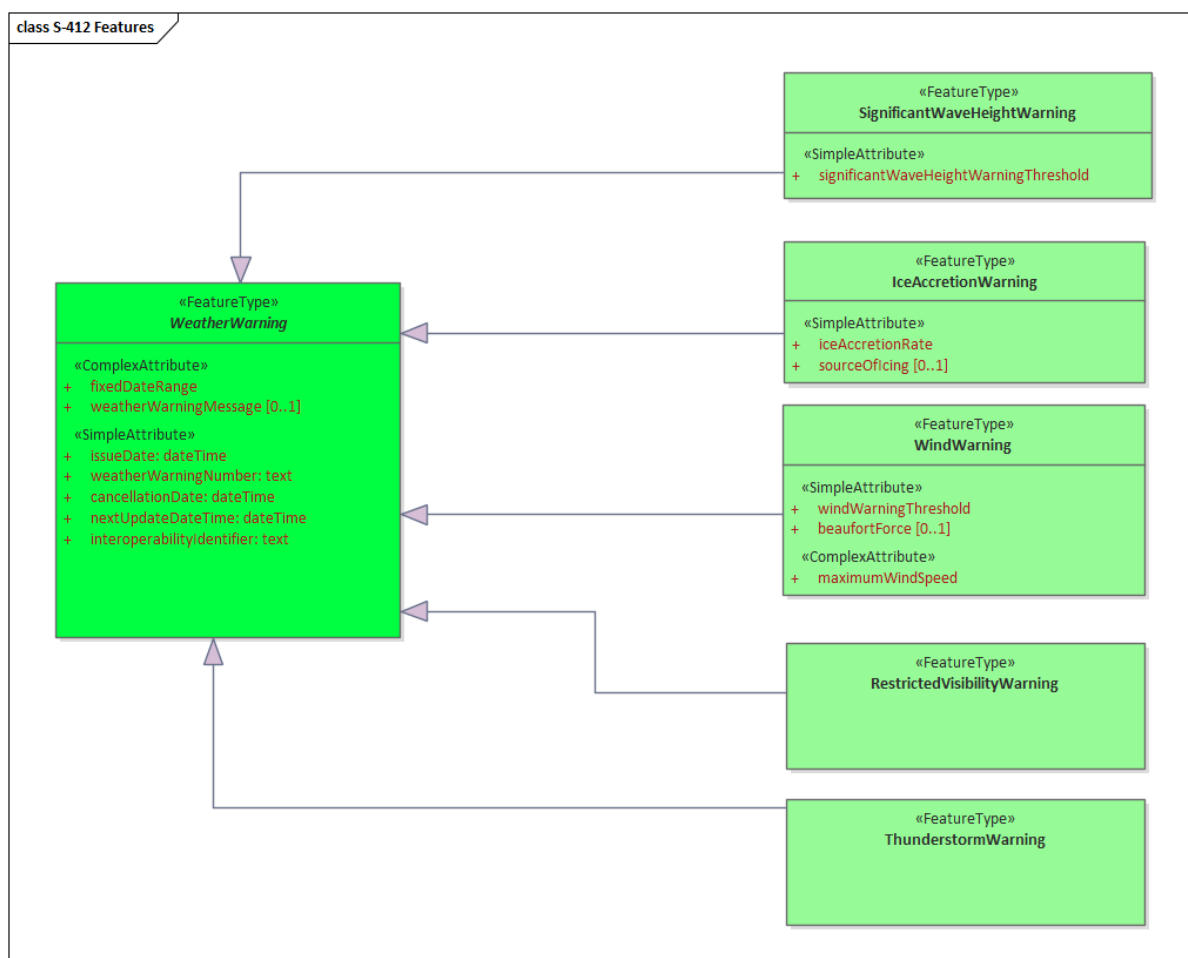 class S-412 Features
«FeatureType»
SignificantWaveHeightWarning
«SimpleAttribute»
+ significantWaveHeightWarningThreshold
«FeatureType»
IceAccretionWarning
«SimpleAttribute»
+ iceAccretionRate
+ sourceOfIcing [0..1]
«FeatureType»
WeatherWarning
«ComplexAttribute»
+ fixedDateRange
+ weatherWarningMessage [0..1]
«SimpleAttribute»
+ issueDate: dateTime
+ weatherWarningNumber: text
+ cancellationDate: dateTime
+ nextUpdateDateTime: dateTime
+ interoperabilityIdentifier: text
«FeatureType»
WindWarning
«SimpleAttribute»
+ windWarningThreshold
+ beaufortForce [0..1]
«ComplexAttribute»
+ maximumWindSpeed
«FeatureType»
RestrictedVisibilityWarning
«FeatureType»
ThunderstormWarning